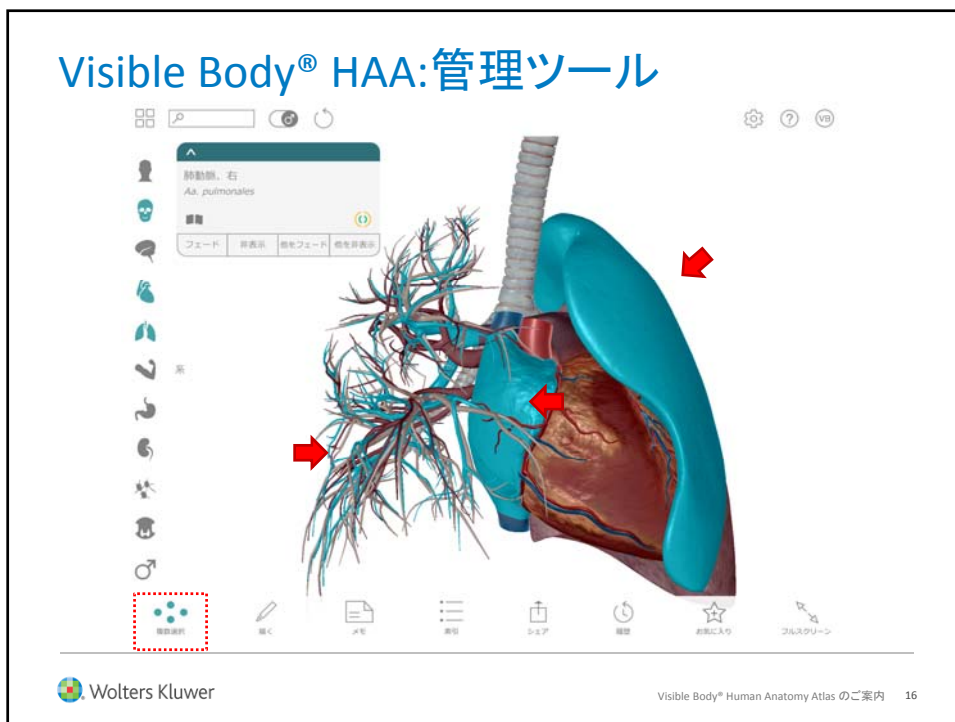 Visible Body® HAA:管理ツール
VB
肺動脈、右
Aa. pulmonales
フェード 非表示 他をフェード 他を非表示
系
複数選択 描く メモ 索引 シェア 履歴 お気に入り フルスクリーン
Wolters Kluwer
Visible Body® Human Anatomy Atlas のご案内 16